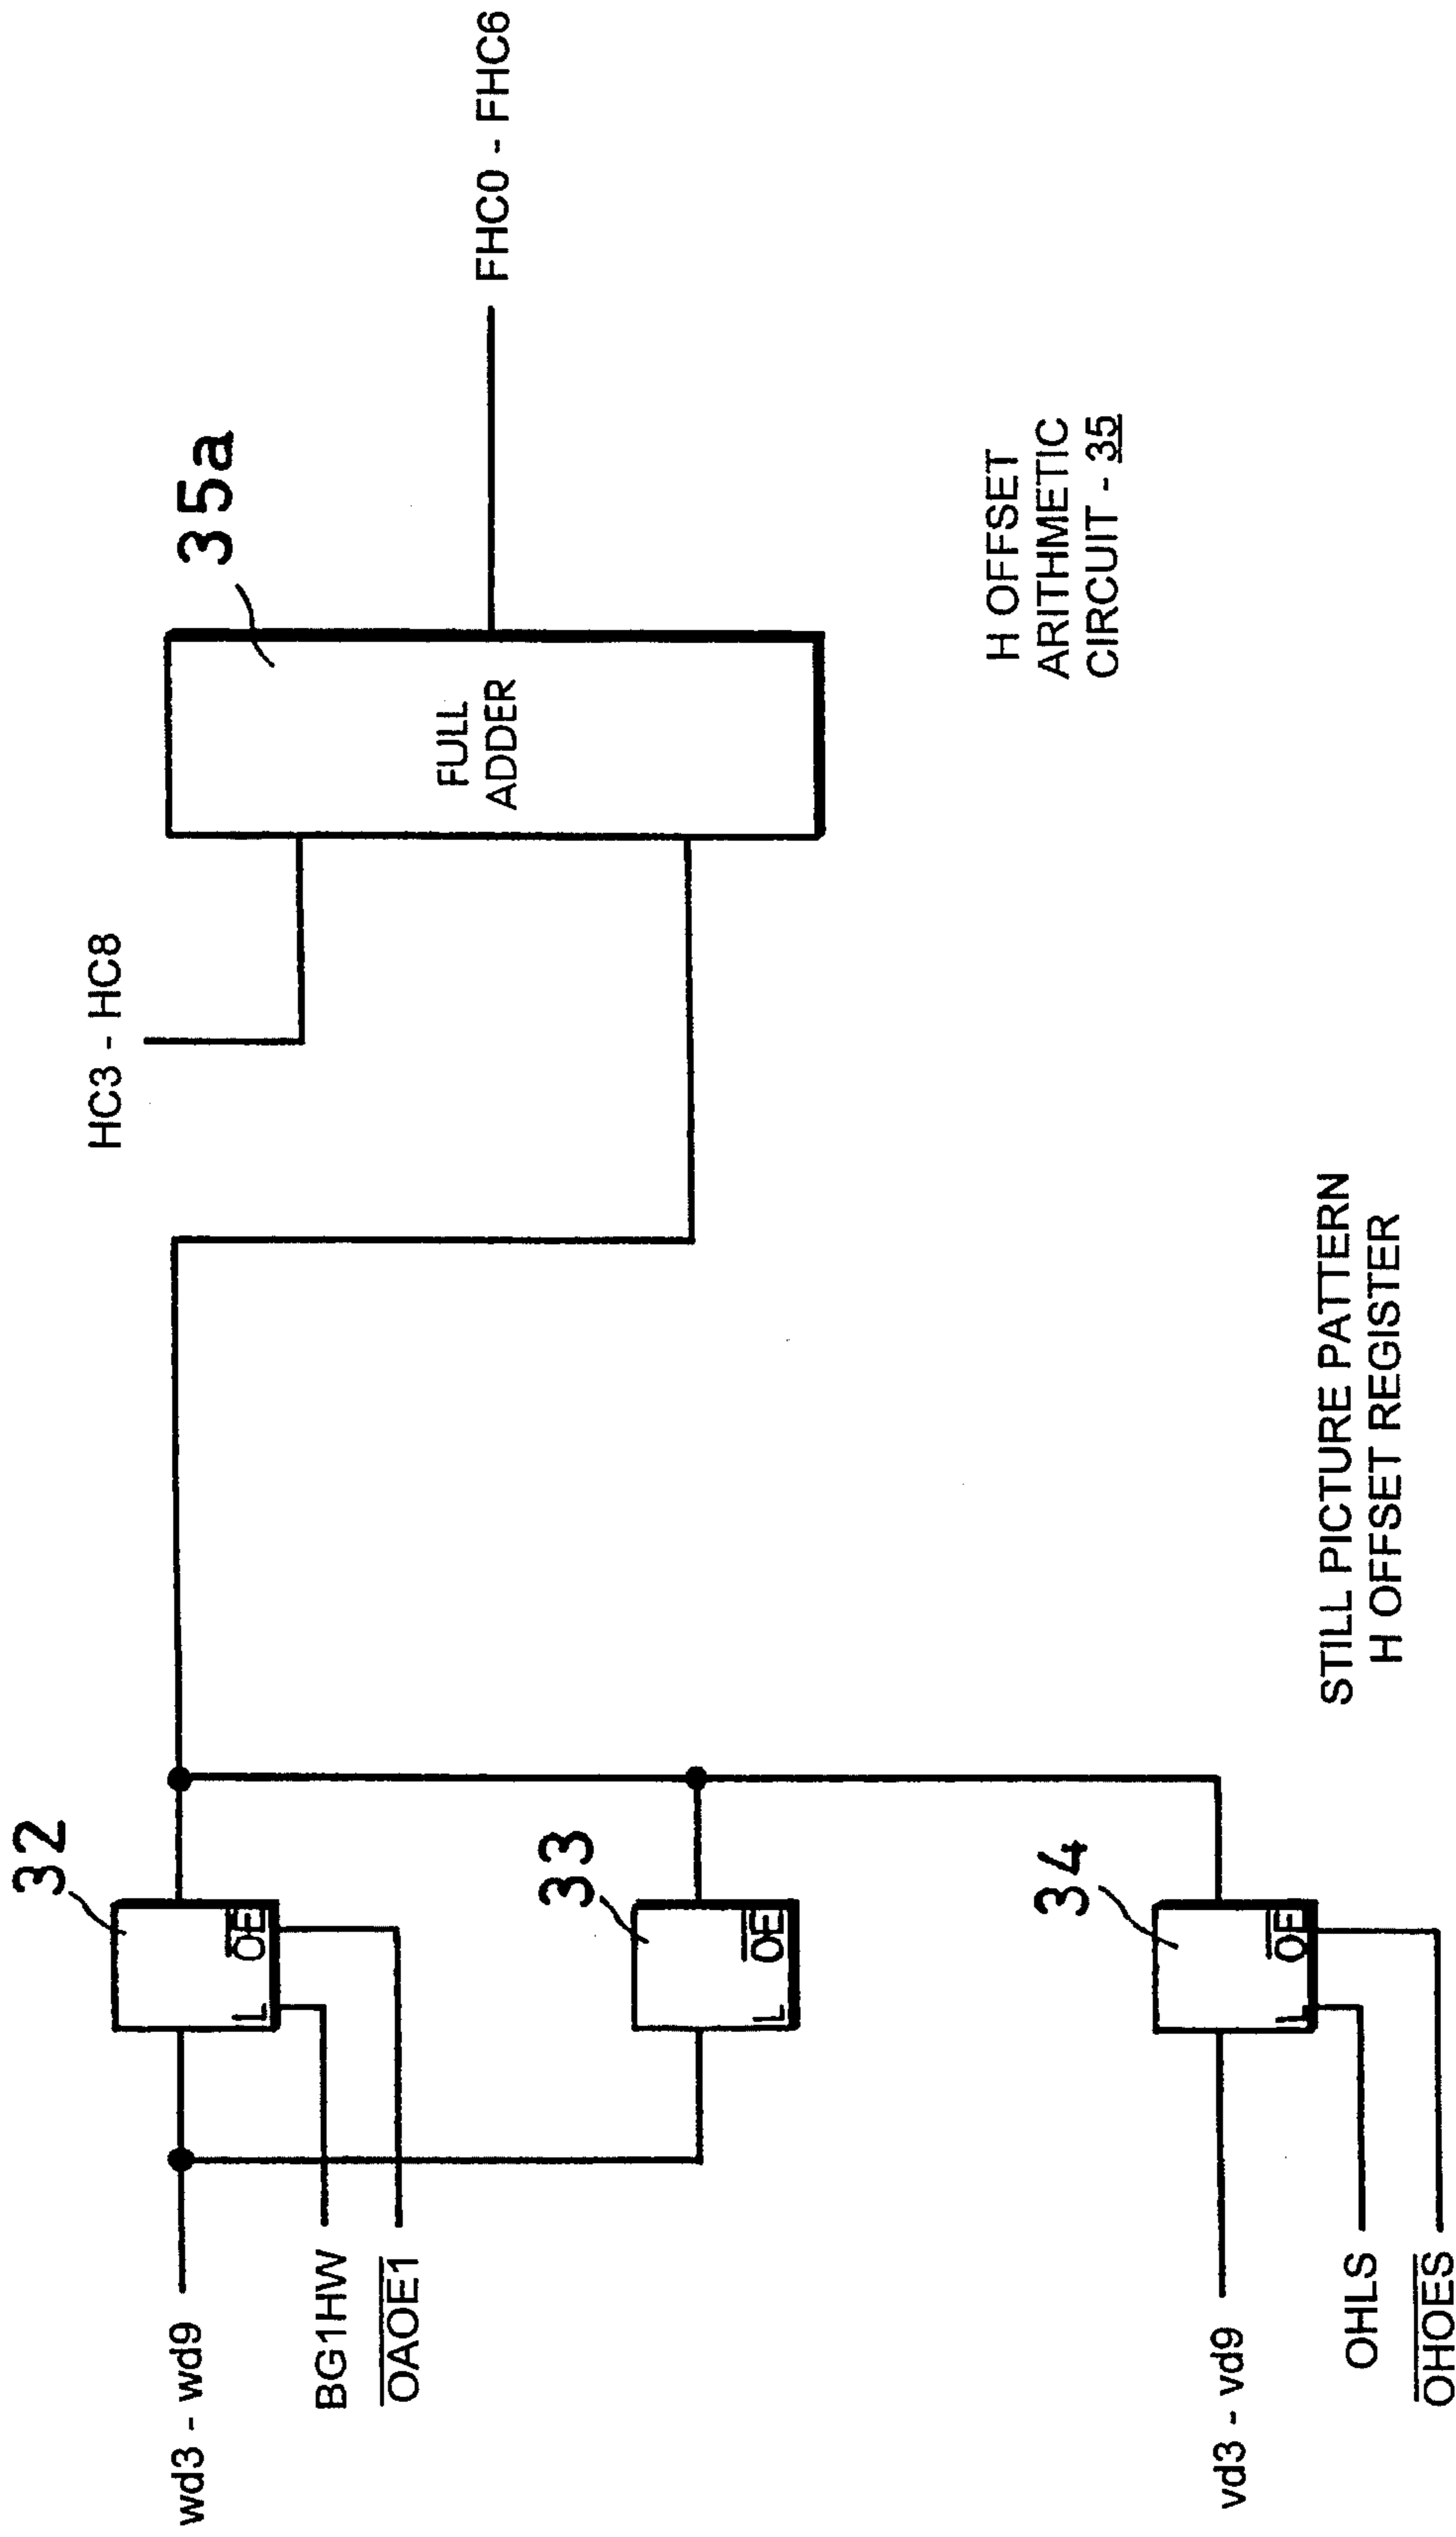 32
wd3 - wd9
L
OE
BG1HW
OAOE1
33
L
OE
34
vd3 - vd9
L
OE
OHLS
OHOES
STILL PICTURE PATTERN
H OFFSET REGISTER
HC3 - HC8
35a
FULL
ADDER
FHC0 - FHC6
H OFFSET
ARITHMETIC
CIRCUIT - 35